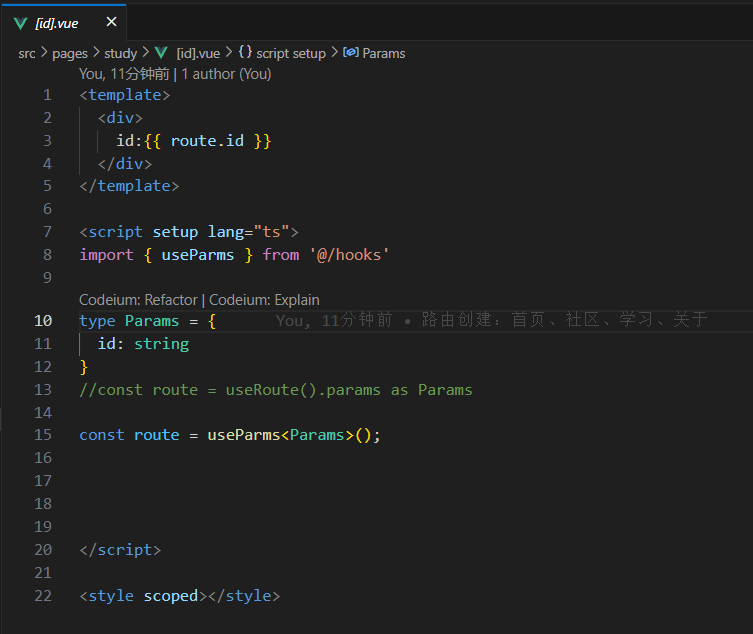 [id].vue
src > pages > study > [id].vue > {} script setup > Params
You, 11分钟前 | 1 author (You)
1 <template>
2 <div>
3 id:{{ route.id }}
4 </div>
5 </template>
6
7 <script setup lang="ts">
8 import { useParms } from '@/hooks'
9
Codeium: Refactor | Codeium: Explain
10 type Params = { You, 11分钟前 • 路由创建：首页、社区、学习、关于
11 id: string
12 }
13 //const route = useRoute().params as Params
14
15 const route = useParms<Params>();
16
17
18
19
20 </script>
21
22 <style scoped></style>